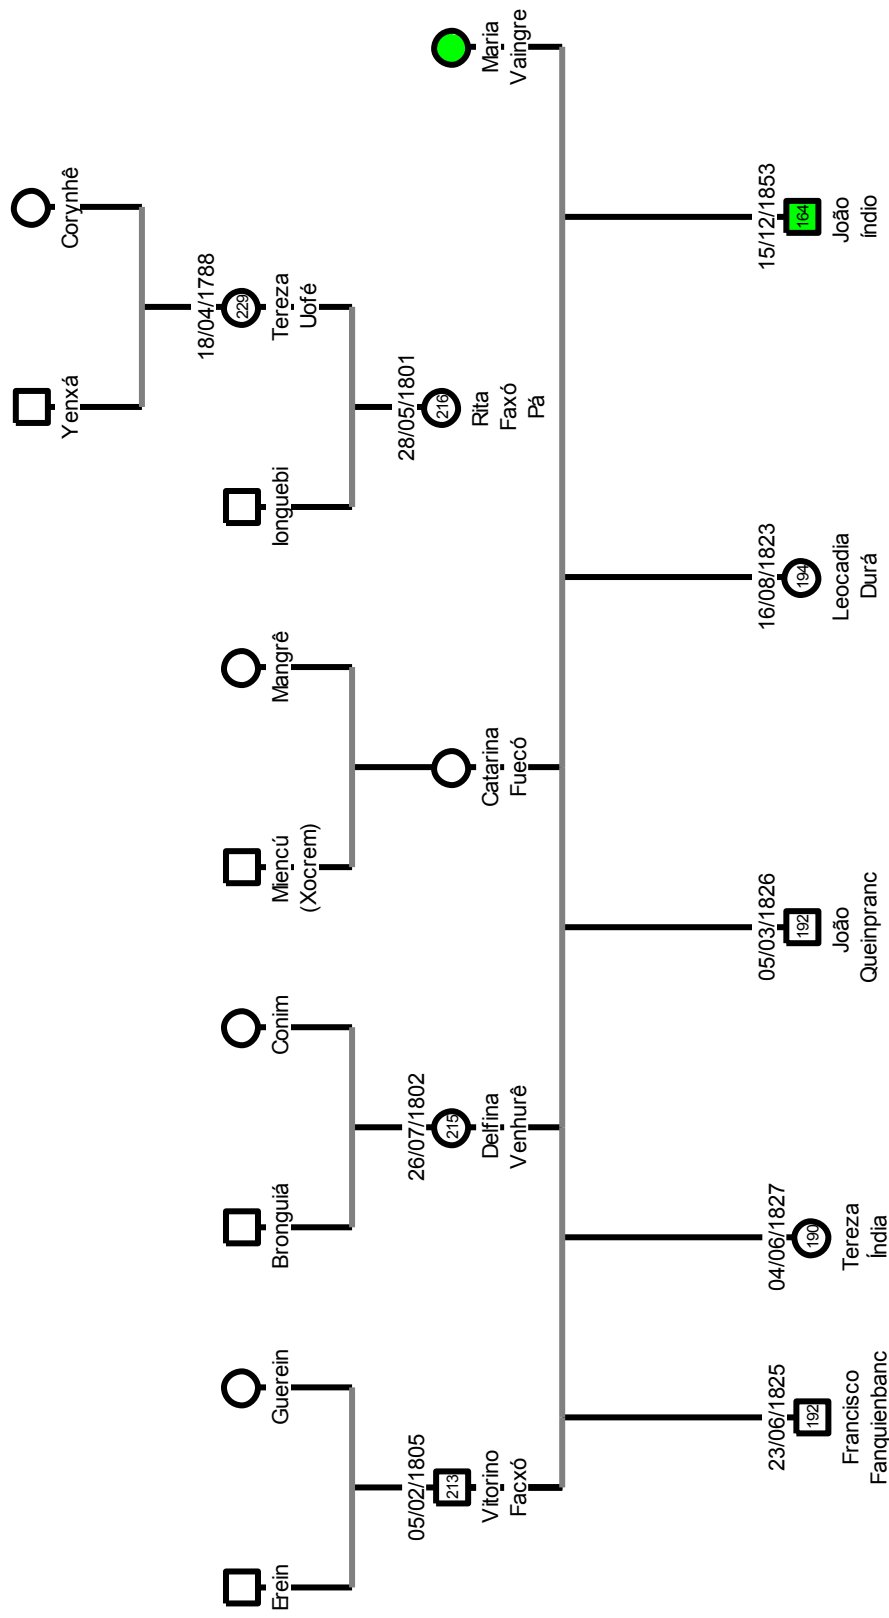 Yenxá
Corynhê
18/04/1788
229
Erein
Guerein
Bronguiá
Conim
Miencú
(Xocrem)
Mangrê
Ionguebi
Tereza
Uofé
05/02/1805
213
Vitorino
Facxó
26/07/1802
215
Delfina
Venhurê
Catarina
Fuecó
28/05/1801
216
Rita
Faxó
Pá
Maria
Vaingre
23/06/1825
192
Francisco
Fanquienbanc
04/06/1827
190
Tereza
Índia
05/03/1826
192
João
Queinpranc
16/08/1823
194
Leocadia
Durá
15/12/1853
164
João
índio